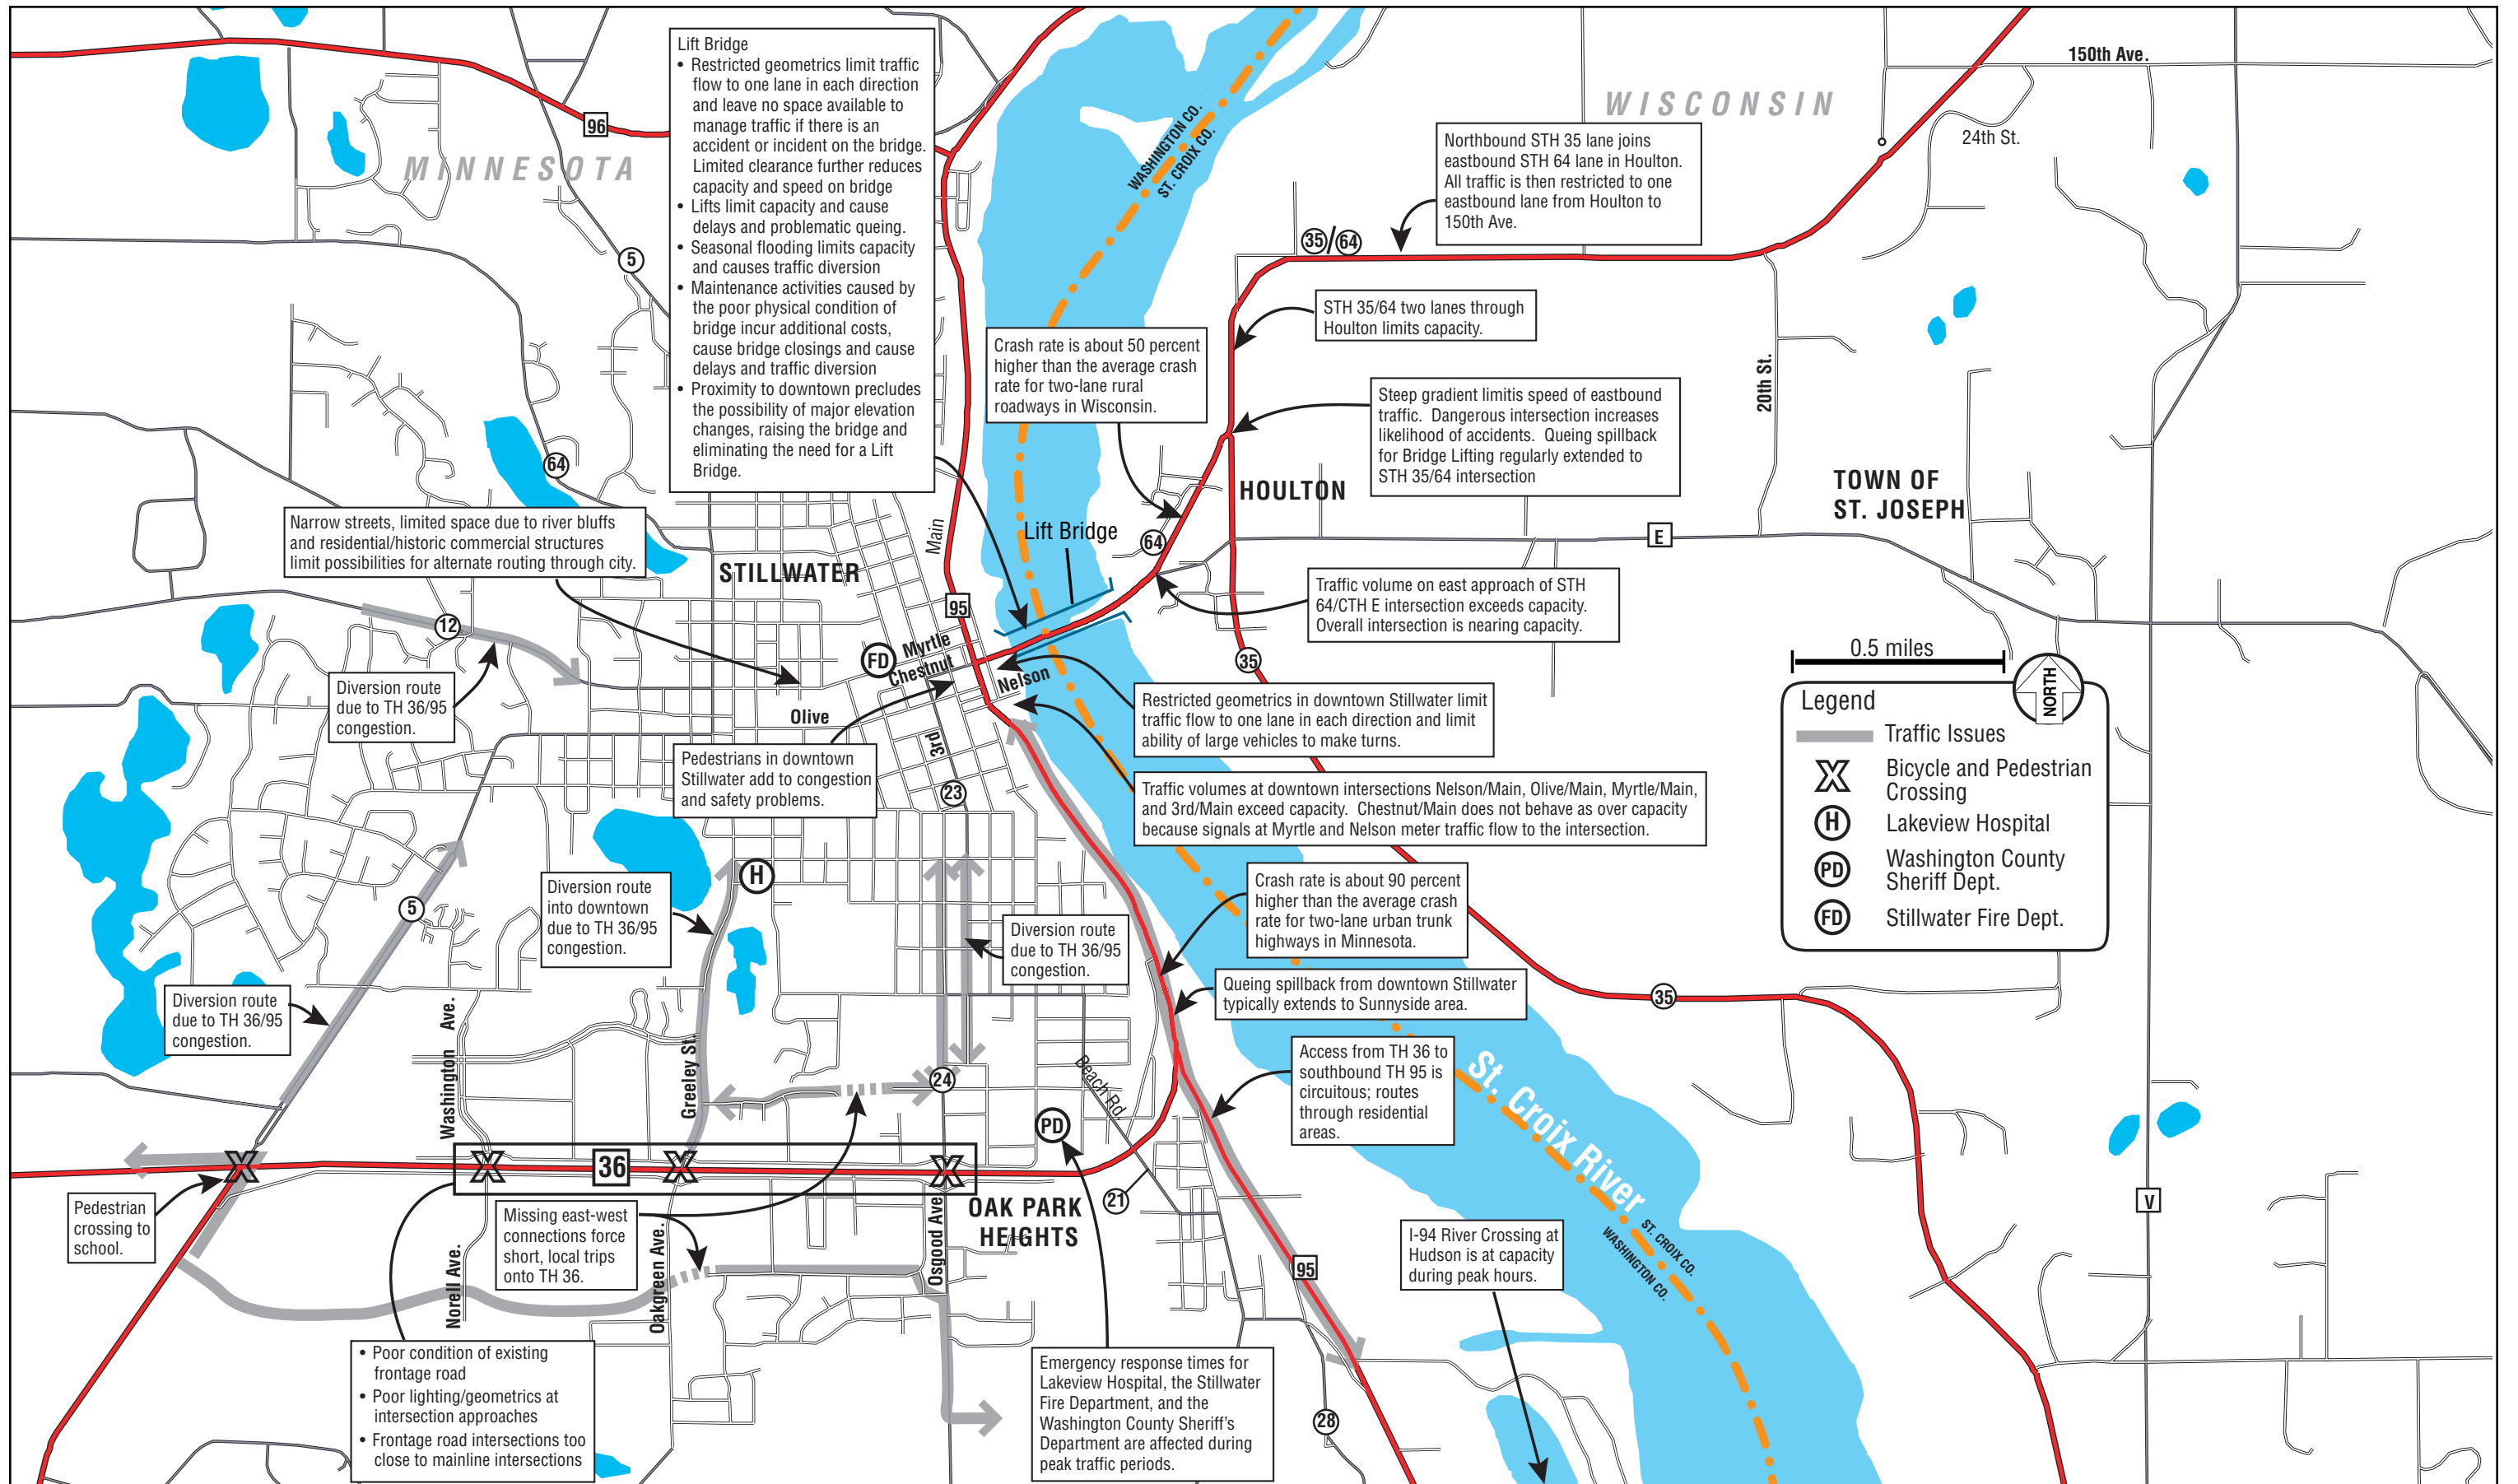 MINNESOTA
WISCONSIN
96
5
64
Lift Bridge
• Restricted geometrics limit traffic
flow to one lane in each direction
and leave no space available to
manage traffic if there is an
accident or incident on the bridge.
Limited clearance further reduces
capacity and speed on bridge
• Lifts limit capacity and cause
delays and problematic queing.
• Seasonal flooding limits capacity
and causes traffic diversion
• Maintenance activities caused by
the poor physical condition of
bridge incur additional costs,
cause bridge closings and cause
delays and traffic diversion
• Proximity to downtown precludes
the possibility of major elevation
changes, raising the bridge and
eliminating the need for a Lift
Bridge.
WASHINGTON CO.
ST. CROIX CO.
150th Ave.
24th St.
Northbound STH 35 lane joins
eastbound STH 64 lane in Houlton.
All traffic is then restricted to one
eastbound lane from Houlton to
150th Ave.
35/64
STH 35/64 two lanes through
Houlton limits capacity.
Crash rate is about 50 percent
higher than the average crash
rate for two-lane rural
roadways in Wisconsin.
Steep gradient limitis speed of eastbound
traffic. Dangerous intersection increases
likelihood of accidents. Queing spillback
for Bridge Lifting regularly extended to
STH 35/64 intersection
20th St.
TOWN OF
ST. JOSEPH
HOULTON
E
64
Lift Bridge
Main
Narrow streets, limited space due to river bluffs
and residential/historic commercial structures
limit possibilities for alternate routing through city.
STILLWATER
95
12
FD
Myrtle
Chestnut
Nelson
Olive
3rd
23
Traffic volume on east approach of STH
64/CTH E intersection exceeds capacity.
Overall intersection is nearing capacity.
35
Diversion route
due to TH 36/95
congestion.
Restricted geometrics in downtown Stillwater limit
traffic flow to one lane in each direction and limit
ability of large vehicles to make turns.
Pedestrians in downtown
Stillwater add to congestion
and safety problems.
Traffic volumes at downtown intersections Nelson/Main, Olive/Main, Myrtle/Main,
and 3rd/Main exceed capacity. Chestnut/Main does not behave as over capacity
because signals at Myrtle and Nelson meter traffic flow to the intersection.
0.5 miles
NORTH
Legend
Traffic Issues
X
Bicycle and Pedestrian
Crossing
H
Lakeview Hospital
PD
Washington County
Sheriff Dept.
FD
Stillwater Fire Dept.
H
5
Diversion route
into downtown
due to TH 36/95
congestion.
Diversion route
due to TH 36/95
congestion.
Crash rate is about 90 percent
higher than the average crash
rate for two-lane urban trunk
highways in Minnesota.
Queing spillback from downtown Stillwater
typically extends to Sunnyside area.
35
Diversion route
due to TH 36/95
congestion.
Washington Ave.
Greeley St.
24
Beach Rd.
PD
Access from TH 36 to
southbound TH 95 is
circuitous; routes
through residential
areas.
St. Croix River
ST. CROIX CO.
WASHINGTON CO.
X
X
36
X
X
21
V
Pedestrian
crossing to
school.
Missing east-west
connections force
short, local trips
onto TH 36.
OAK PARK
HEIGHTS
Norell Ave.
Oakgreen Ave.
Osgood Ave
95
I-94 River Crossing at
Hudson is at capacity
during peak hours.
• Poor condition of existing
frontage road
• Poor lighting/geometrics at
intersection approaches
• Frontage road intersections too
close to mainline intersections
Emergency response times for
Lakeview Hospital, the Stillwater
Fire Department, and the
Washington County Sheriff's
Department are affected during
peak traffic periods.
28